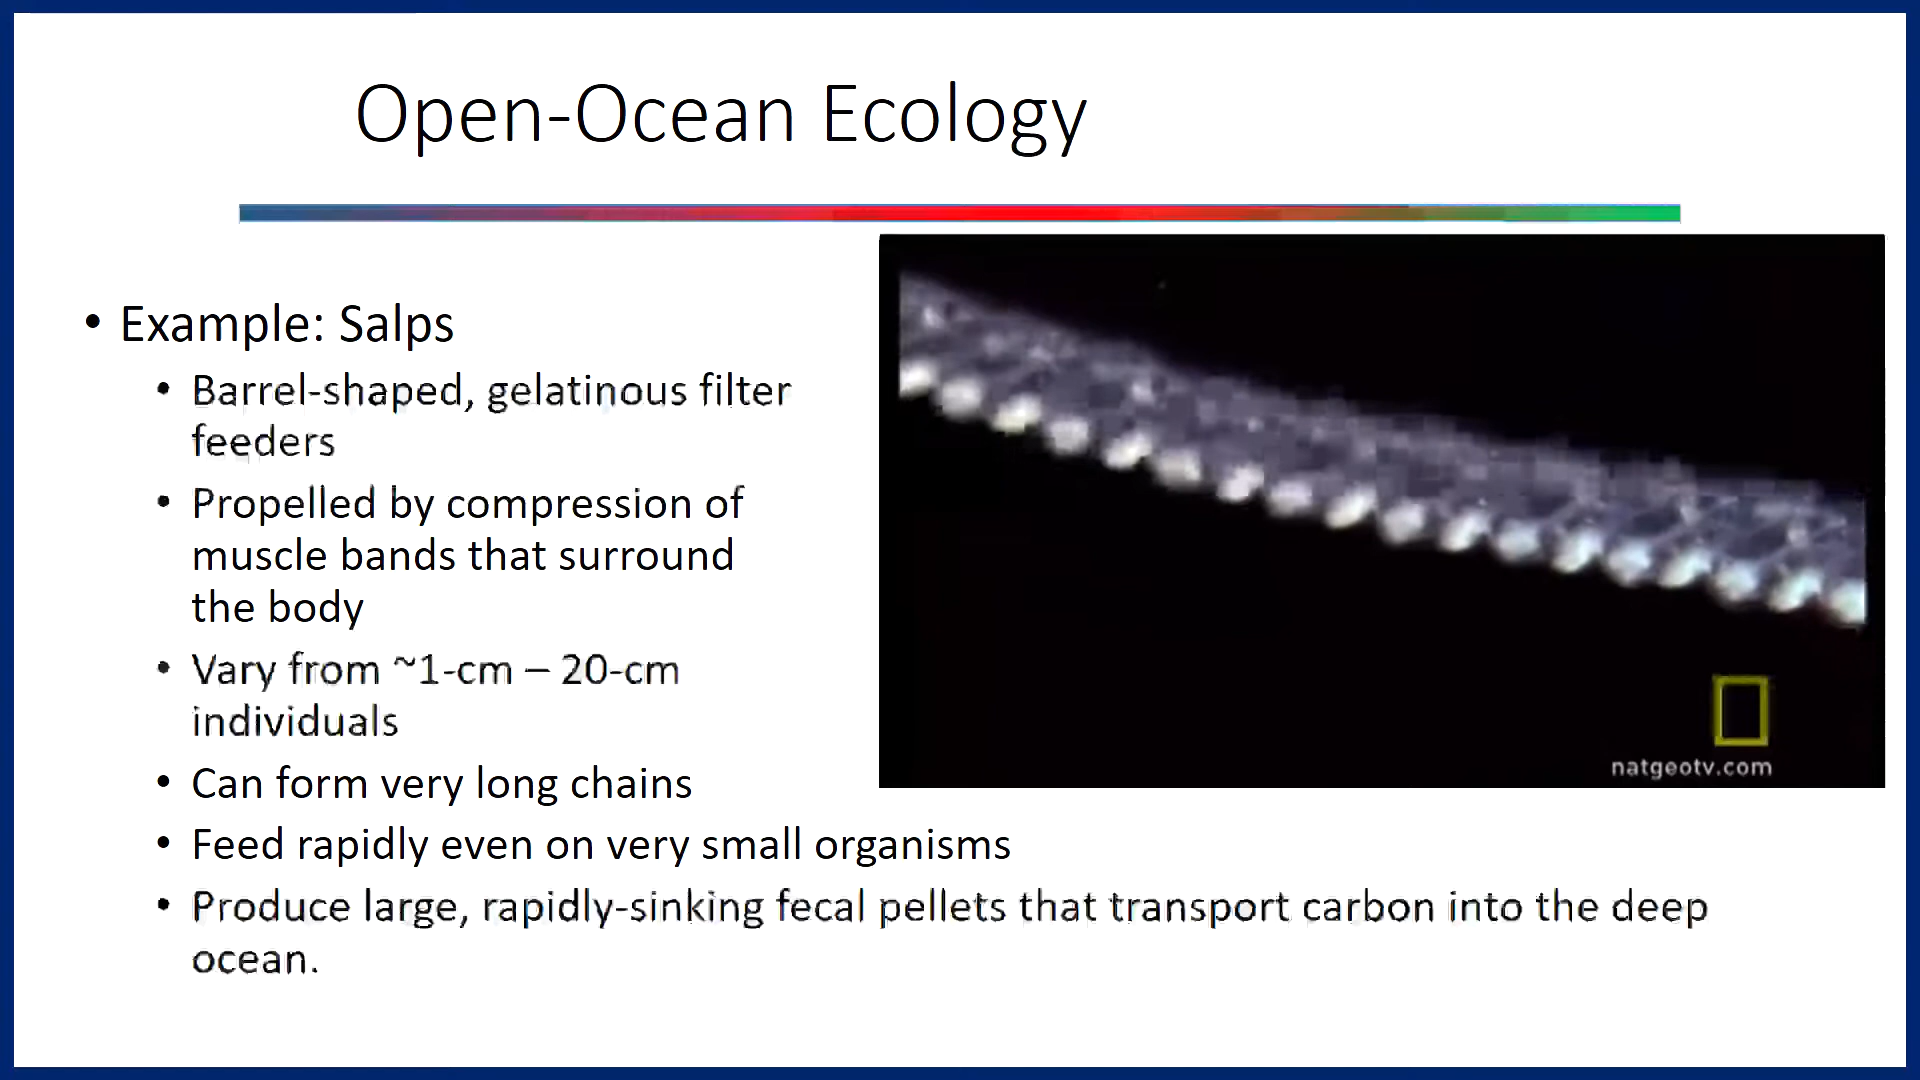 Open-Ocean Ecology
• Example: Salps
• Barrel-shaped, gelatinous filter
feeders
• Propelled by compression of
muscle bands that surround
the body
• Vary from ~1-cm – 20-cm
individuals
• Can form very long chains
• Feed rapidly even on very small organisms
• Produce large, rapidly-sinking fecal pellets that transport carbon into the deep
ocean.
natgeotv.com